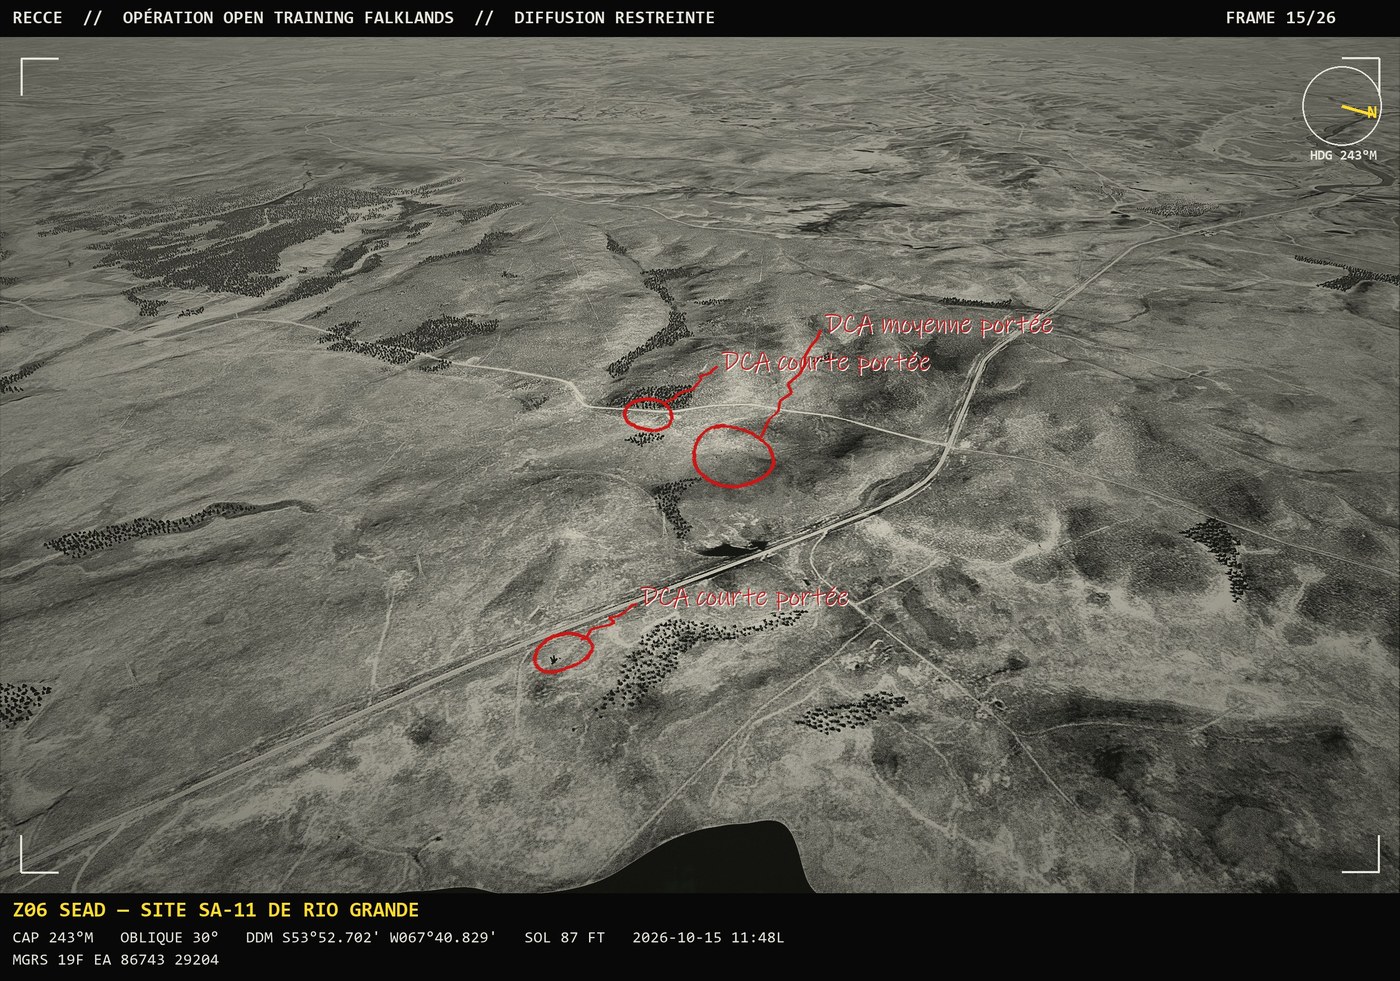 RECCE // OPÉRATION OPEN TRAINING FALKLANDS // DIFFUSION RESTREINTE FRAME 15/26
N
HDG 243°M
DCA moyenne portée
DCA courte portée
DCA courte portée
Z06 SEAD — SITE SA-11 DE RIO GRANDE
CAP 243°M OBLIQUE 30° DDM S53°52.702' W067°40.829' SOL 87 FT 2026-10-15 11:48L
MGRS 19F EA 86743 29204